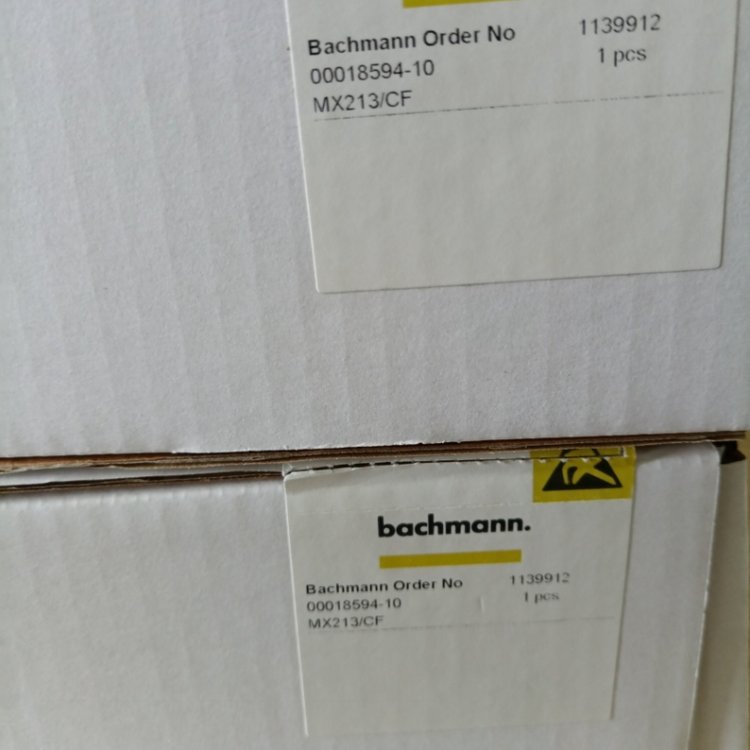 Bachmann Order No 1139912
00018594-10 1 pcs
MX213/CF
bachmann.
Bachmann Order No 1139912
00018594-10 1 pcs
MX213/CF